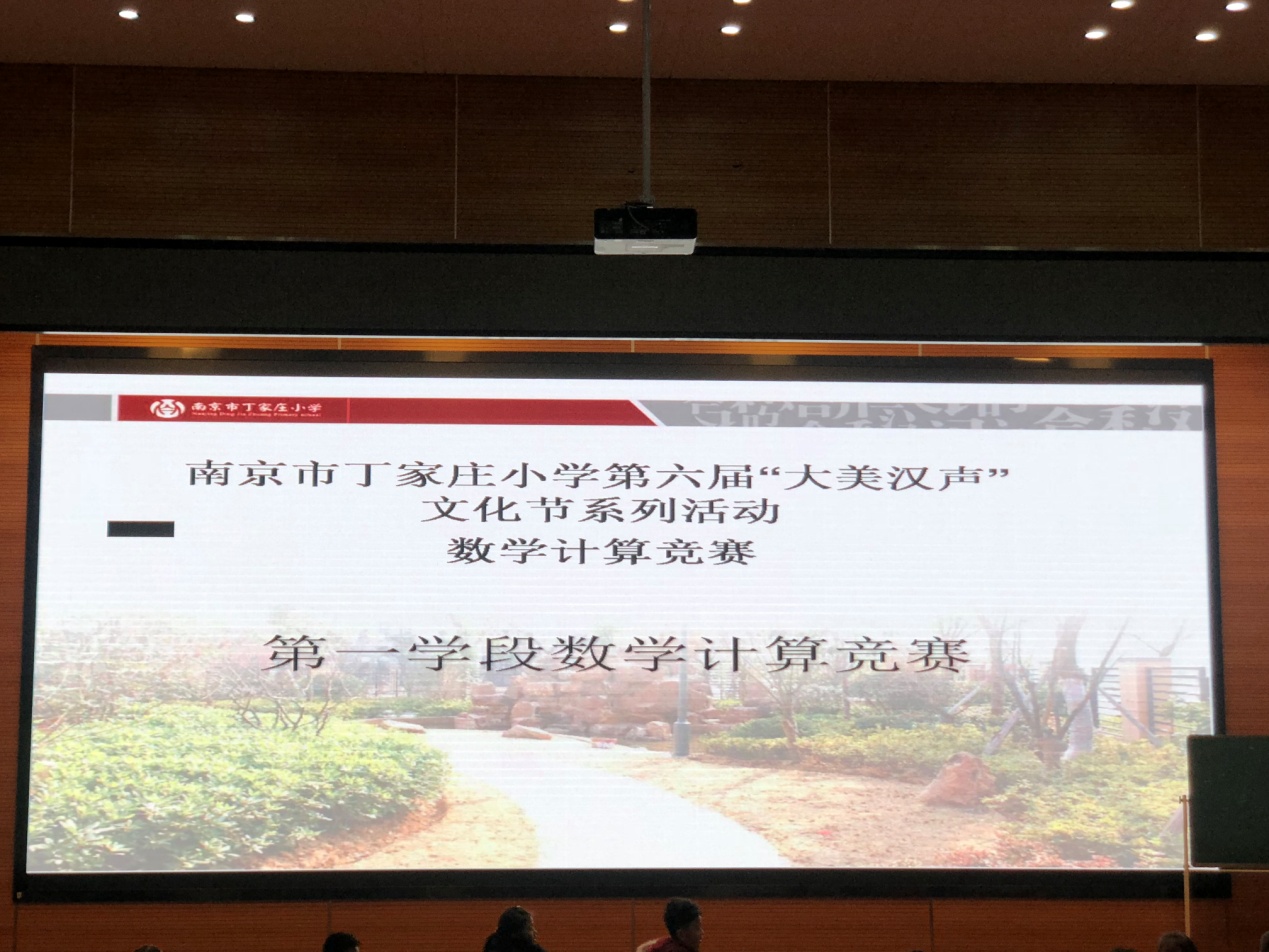 南京市丁家庄小学
南京市丁家庄小学第六届“大美汉声”
文化节系列活动
数学计算竞赛
第一学段数学计算竞赛